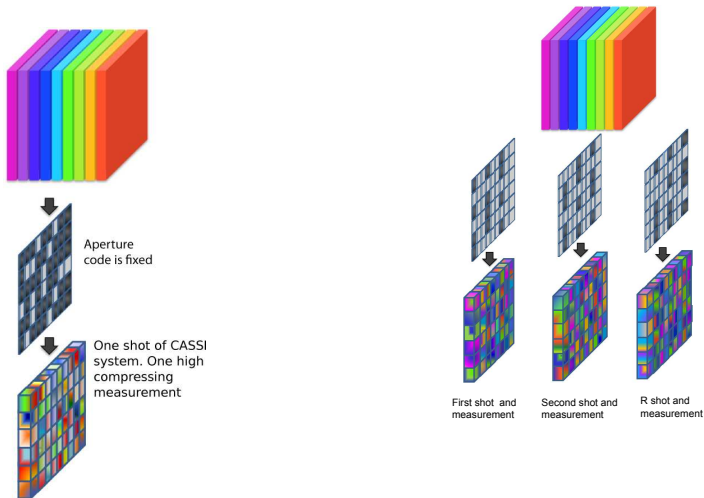 Aperture
code is fixed
One shot of CASSI
system. One high
compressing
measurement
First shot and
measurement
Second shot and
measurement
R shot and
measurement